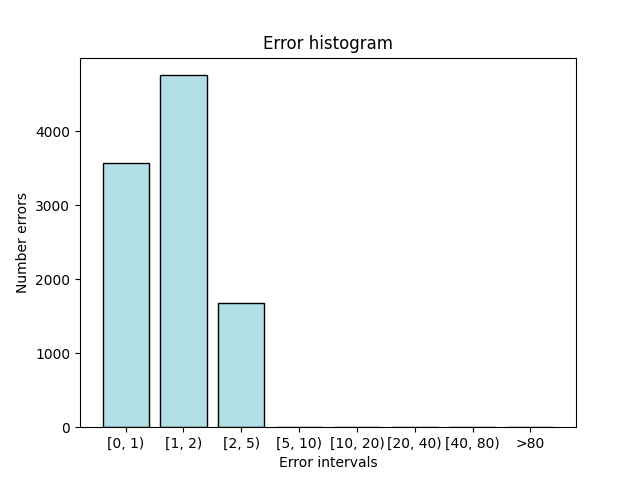 Error histogram
Number errors
4000
3000
2000
1000
0
[0, 1) [1, 2) [2, 5) [5, 10) [10, 20) [20, 40) [40, 80) >80
Error intervals